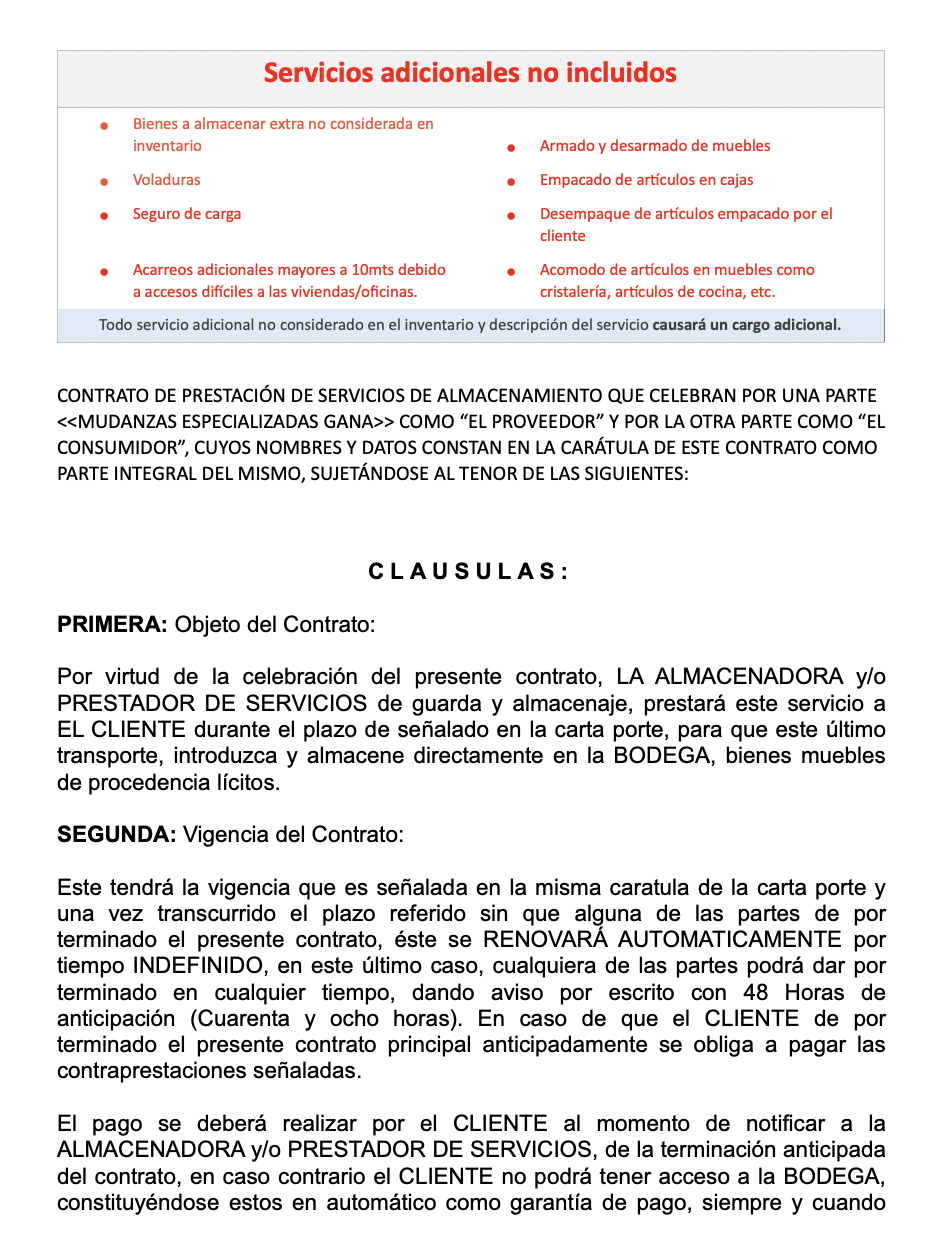 Servicios adicionales no incluidos
• Bienes a almacenar extra no considerada en
inventario
• Voladuras
• Seguro de carga
• Acarreos adicionales mayores a 10mts debido
a accesos difíciles a las viviendas/oficinas.
• Armado y desarmado de muebles
• Empacado de artículos en cajas
• Desempaque de artículos empacado por el
cliente
• Acomodo de artículos en muebles como
cristalería, artículos de cocina, etc.
Todo servicio adicional no considerado en el inventario y descripción del servicio causará un cargo adicional.
CONTRATO DE PRESTACIÓN DE SERVICIOS DE ALMACENAMIENTO QUE CELEBRAN POR UNA PARTE
<<MUDANZAS ESPECIALIZADAS GANA>> COMO “EL PROVEEDOR” Y POR LA OTRA PARTE COMO “EL
CONSUMIDOR”, CUYOS NOMBRES Y DATOS CONSTAN EN LA CARÁTULA DE ESTE CONTRATO COMO
PARTE INTEGRAL DEL MISMO, SUJETÁNDOSE AL TENOR DE LAS SIGUIENTES:
C L A U S U L A S :
PRIMERA: Objeto del Contrato:
Por virtud de la celebración del presente contrato, LA ALMACENADORA y/o
PRESTADOR DE SERVICIOS de guarda y almacenaje, prestará este servicio a
EL CLIENTE durante el plazo de señalado en la carta porte, para que este último
transporte, introduzca y almacene directamente en la BODEGA, bienes muebles
de procedencia lícitos.
SEGUNDA: Vigencia del Contrato:
Este tendrá la vigencia que es señalada en la misma caratula de la carta porte y
una vez transcurrido el plazo referido sin que alguna de las partes de por
terminado el presente contrato, éste se RENOVARÁ AUTOMATICAMENTE por
tiempo INDEFINIDO, en este último caso, cualquiera de las partes podrá dar por
terminado en cualquier tiempo, dando aviso por escrito con 48 Horas de
anticipación (Cuarenta y ocho horas). En caso de que el CLIENTE de por
terminado el presente contrato principal anticipadamente se obliga a pagar las
contraprestaciones señaladas.
El pago se deberá realizar por el CLIENTE al momento de notificar a la
ALMACENADORA y/o PRESTADOR DE SERVICIOS, de la terminación anticipada
del contrato, en caso contrario el CLIENTE no podrá tener acceso a la BODEGA,
constituyéndose estos en automático como garantía de pago, siempre y cuando